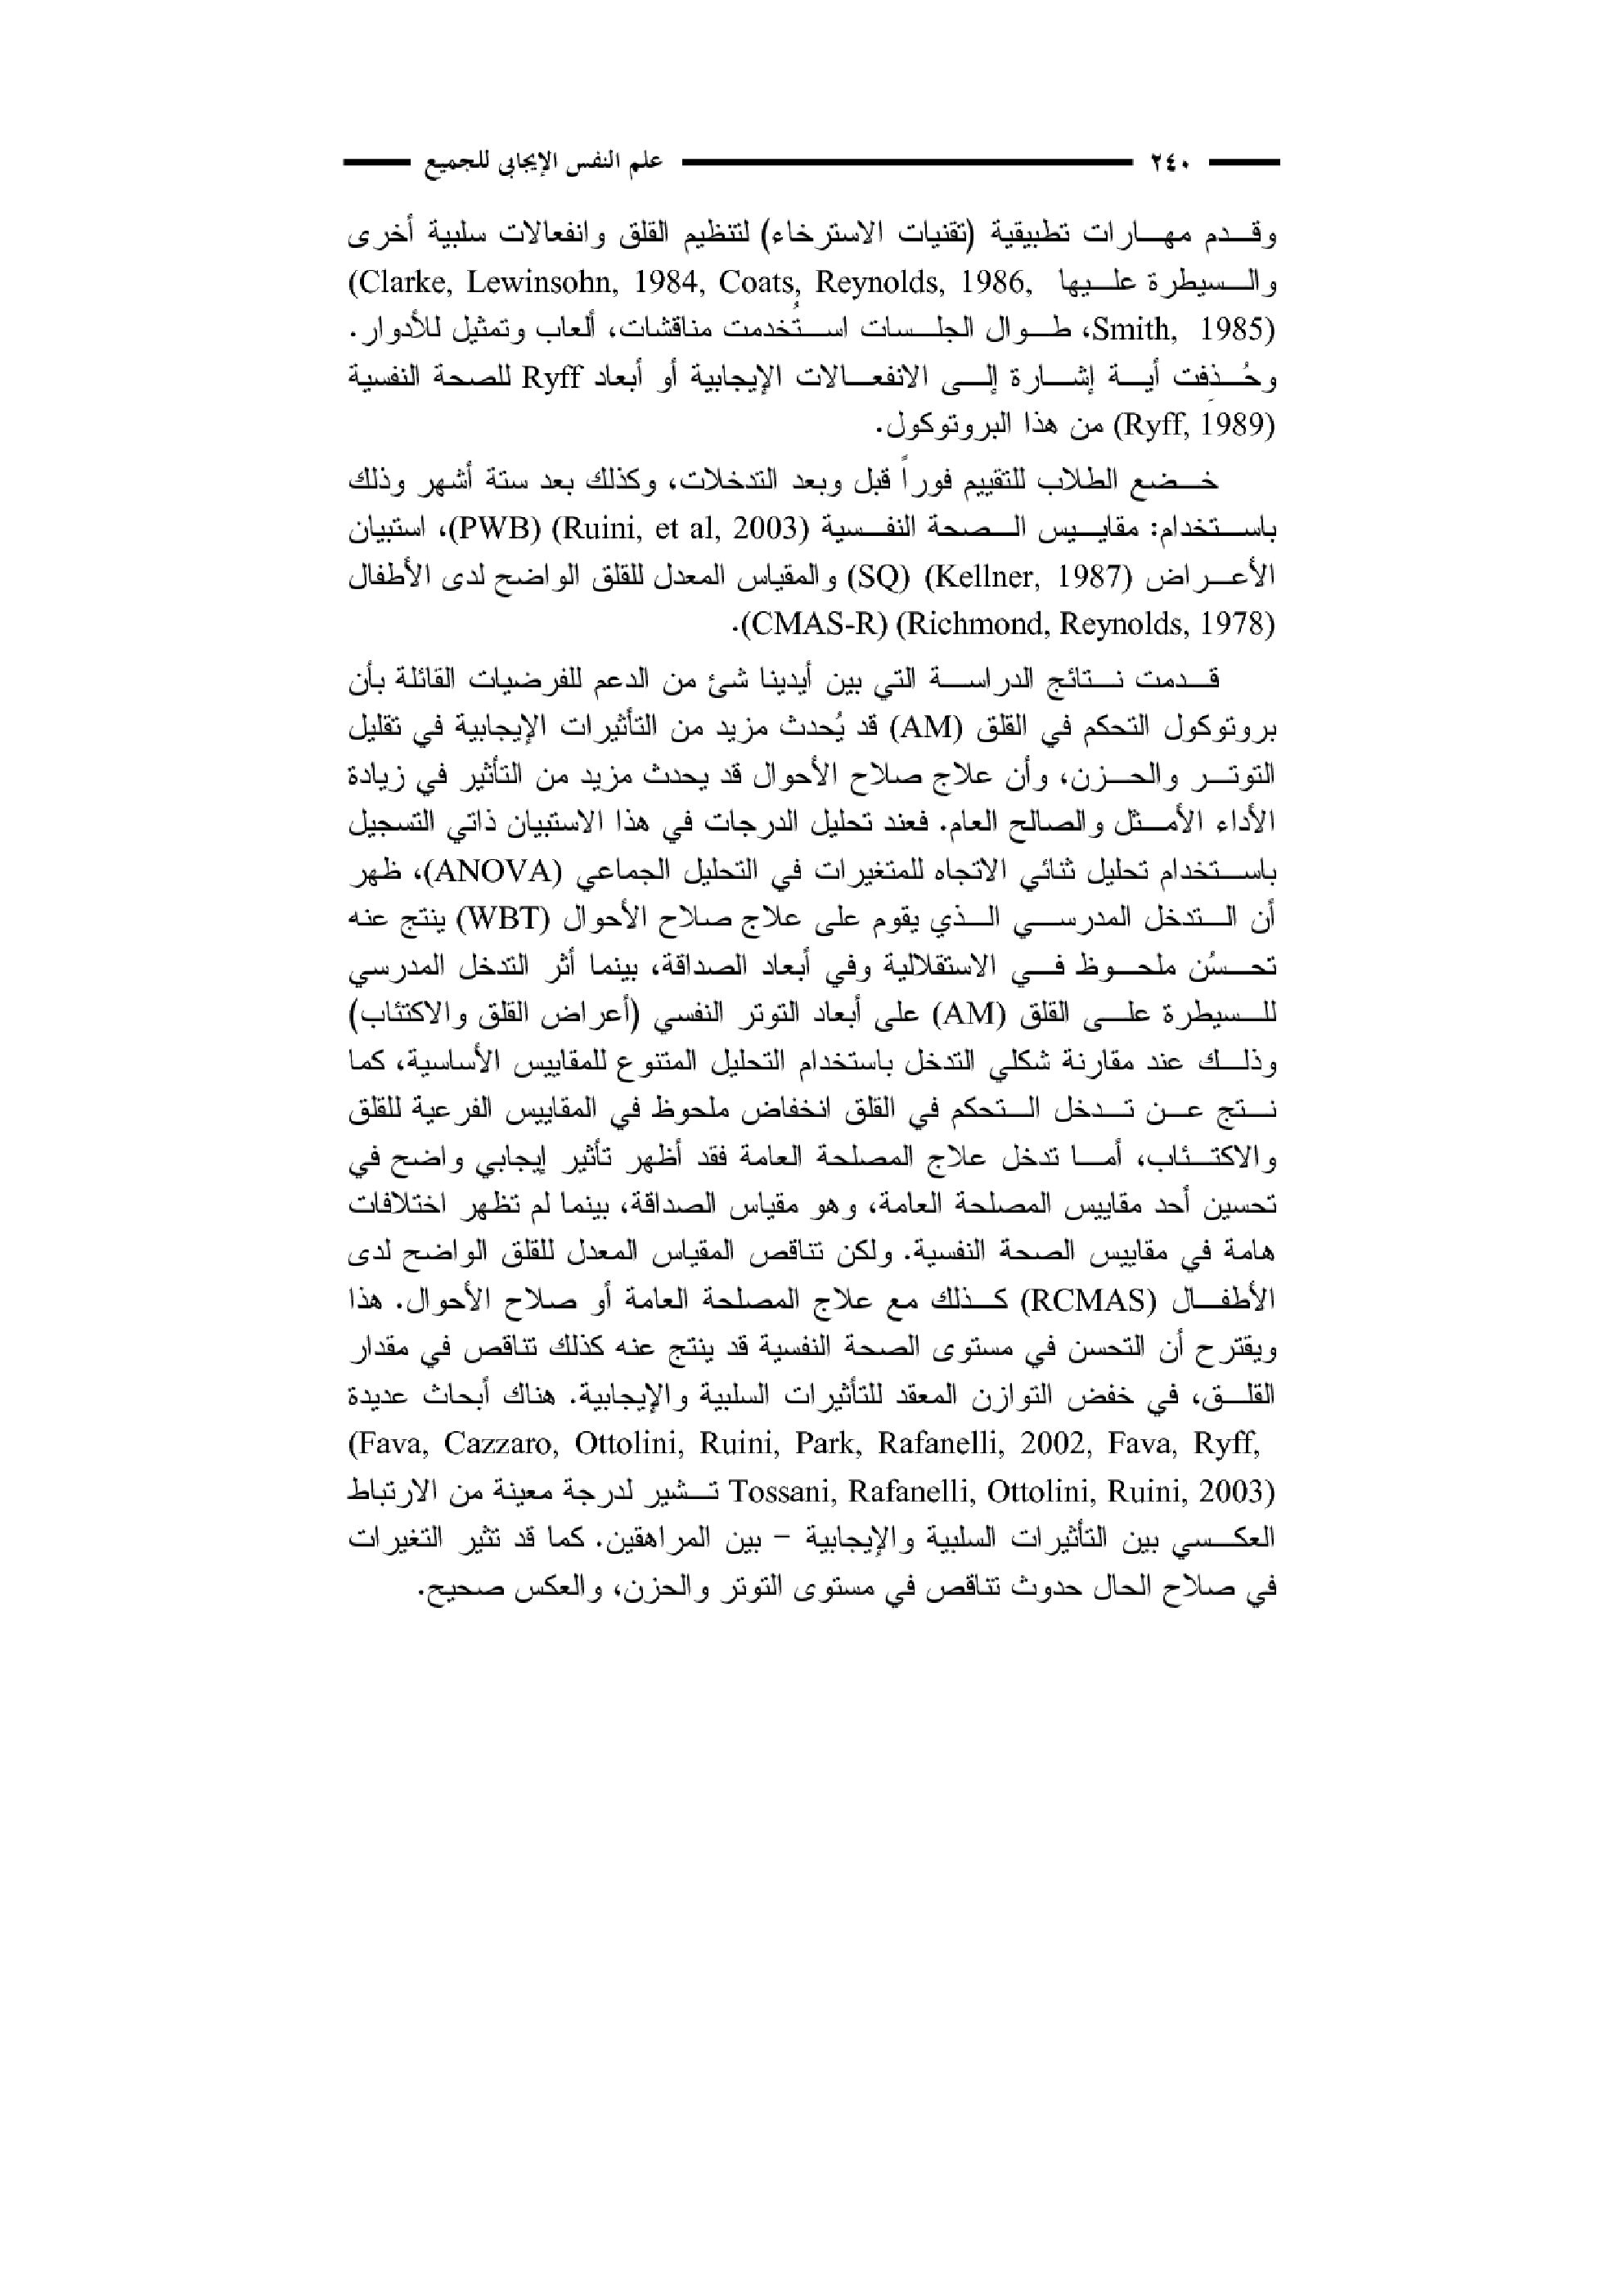 ٢٤٠ علم النفس الإيجابي للجميع
وقدم مهارات تطبيقية (تقنيات الاسترخاء) لتنظيم القلق وانفعالات سلبية أخرى
والسيطرة عليها (Clarke, Lewinsohn, 1984, Coats, Reynolds, 1986,
Smith, 1985)، طوال الجلسات استُخدمت مناقشات، ألعاب وتمثيل للأدوار.
وحُذِفت أية إشارة إلى الانفعالات الإيجابية أو أبعاد Ryff للصحة النفسية
(Ryff, 1989) من هذا البروتوكول.
خضع الطلاب للتقييم فوراً قبل وبعد التدخلات، وكذلك بعد ستة أشهر وذلك
باستخدام: مقاييس الصحة النفسية (PWB) (Ruini, et al, 2003)، استبيان
الأعراض (SQ) (Kellner, 1987) والمقياس المعدل للقلق الواضح لدى الأطفال
(CMAS-R) (Richmond, Reynolds, 1978).
قدمت نتائج الدراسة التي بين أيدينا شئ من الدعم للفرضيات القائلة بأن
بروتوكول التحكم في القلق (AM) قد يُحدث مزيد من التأثيرات الإيجابية في تقليل
التوتر والحزن، وأن علاج صلاح الأحوال قد يحدث مزيد من التأثير في زيادة
الأداء الأمثل والصالح العام. فعند تحليل الدرجات في هذا الاستبيان ذاتي التسجيل
باستخدام تحليل ثنائي الاتجاه للمتغيرات في التحليل الجماعي (ANOVA)، ظهر
أن التدخل المدرسي الذي يقوم على علاج صلاح الأحوال (WBT) ينتج عنه
تحسُن ملحوظ في الاستقلالية وفي أبعاد الصداقة، بينما أثر التدخل المدرسي
للسيطرة على القلق (AM) على أبعاد التوتر النفسي (أعراض القلق والاكتئاب)
وذلك عند مقارنة شكلي التدخل باستخدام التحليل المتنوع للمقاييس الأساسية، كما
نتج عن تدخل التحكم في القلق انخفاض ملحوظ في المقاييس الفرعية للقلق
والاكتئاب، أما تدخل علاج المصلحة العامة فقد أظهر تأثير إيجابي واضح في
تحسين أحد مقاييس المصلحة العامة، وهو مقياس الصداقة، بينما لم تظهر اختلافات
هامة في مقاييس الصحة النفسية. ولكن تناقص المقياس المعدل للقلق الواضح لدى
الأطفال (RCMAS) كذلك مع علاج المصلحة العامة أو صلاح الأحوال. هذا
ويقترح أن التحسن في مستوى الصحة النفسية قد ينتج عنه كذلك تناقص في مقدار
القلق، في خفض التوازن المعقد للتأثيرات السلبية والإيجابية. هناك أبحاث عديدة
(Fava, Cazzaro, Ottolini, Ruini, Park, Rafanelli, 2002, Fava, Ryff,
Tossani, Rafanelli, Ottolini, Ruini, 2003) تشير لدرجة معينة من الارتباط
العكسي بين التأثيرات السلبية والإيجابية – بين المراهقين. كما قد تثير التغيرات
في صلاح الحال حدوث تناقص في مستوى التوتر والحزن، والعكس صحيح.